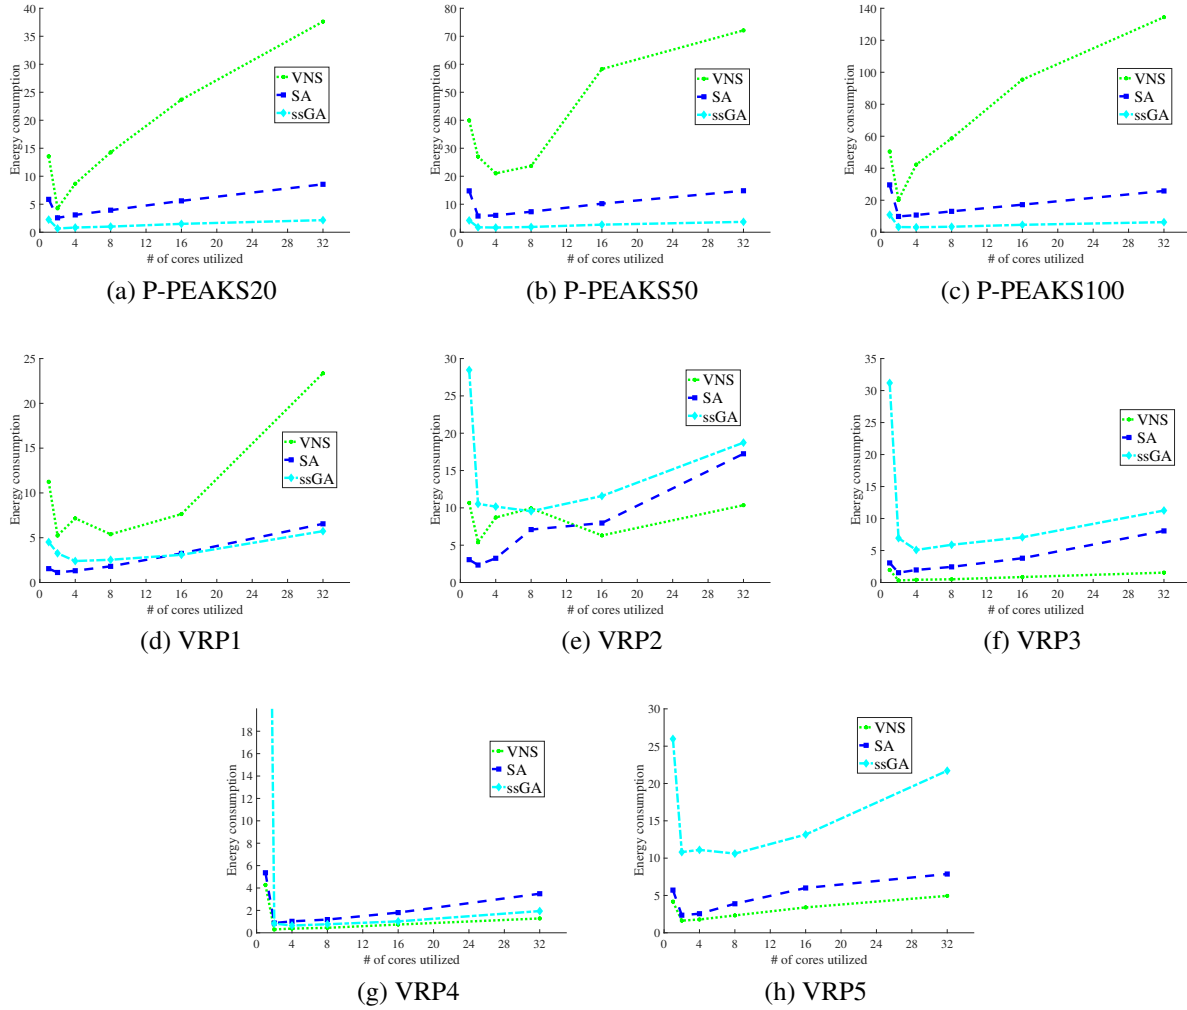 40
35
30
25
20
15
10
5
0
Energy consumption
0 4 8 12 16 20 24 28 32
# of cores utilized
VNS
SA
ssGA
(a) P-PEAKS20
80
70
60
50
40
30
20
10
0
Energy consumption
0 4 8 12 16 20 24 28 32
# of cores utilized
VNS
SA
ssGA
(b) P-PEAKS50
140
120
100
80
60
40
20
0
Energy consumption
0 4 8 12 16 20 24 28 32
# of cores utilized
VNS
SA
ssGA
(c) P-PEAKS100
25
20
15
10
5
0
Energy consumption
0 4 8 12 16 20 24 28 32
# of cores utilized
VNS
SA
ssGA
(d) VRP1
30
25
20
15
10
5
0
Energy consumption
0 4 8 12 16 20 24 28 32
# of cores utilized
VNS
SA
ssGA
(e) VRP2
35
30
25
20
15
10
5
0
Energy consumption
0 4 8 12 16 20 24 28 32
# of cores utilized
VNS
SA
ssGA
(f) VRP3
18
16
14
12
10
8
6
4
2
0
Energy consumption
0 4 8 12 16 20 24 28 32
# of cores utilized
VNS
SA
ssGA
(g) VRP4
30
25
20
15
10
5
0
Energy consumption
0 4 8 12 16 20 24 28 32
# of cores utilized
VNS
SA
ssGA
(h) VRP5